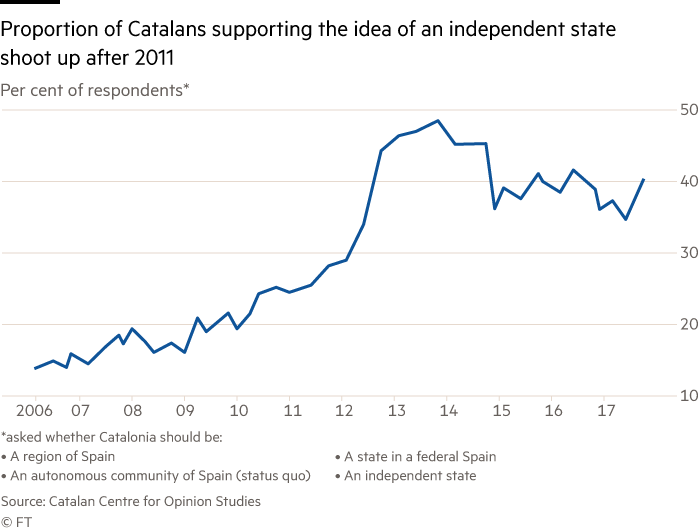 Proportion of Catalans supporting the idea of an independent state
shoot up after 2011
Per cent of respondents*
50
40
30
20
10
2006 07 08 09 10 11 12 13 14 15 16 17
*asked whether Catalonia should be:
• A region of Spain
• A state in a federal Spain
• An autonomous community of Spain (status quo)
• An independent state
Source: Catalan Centre for Opinion Studies
© FT